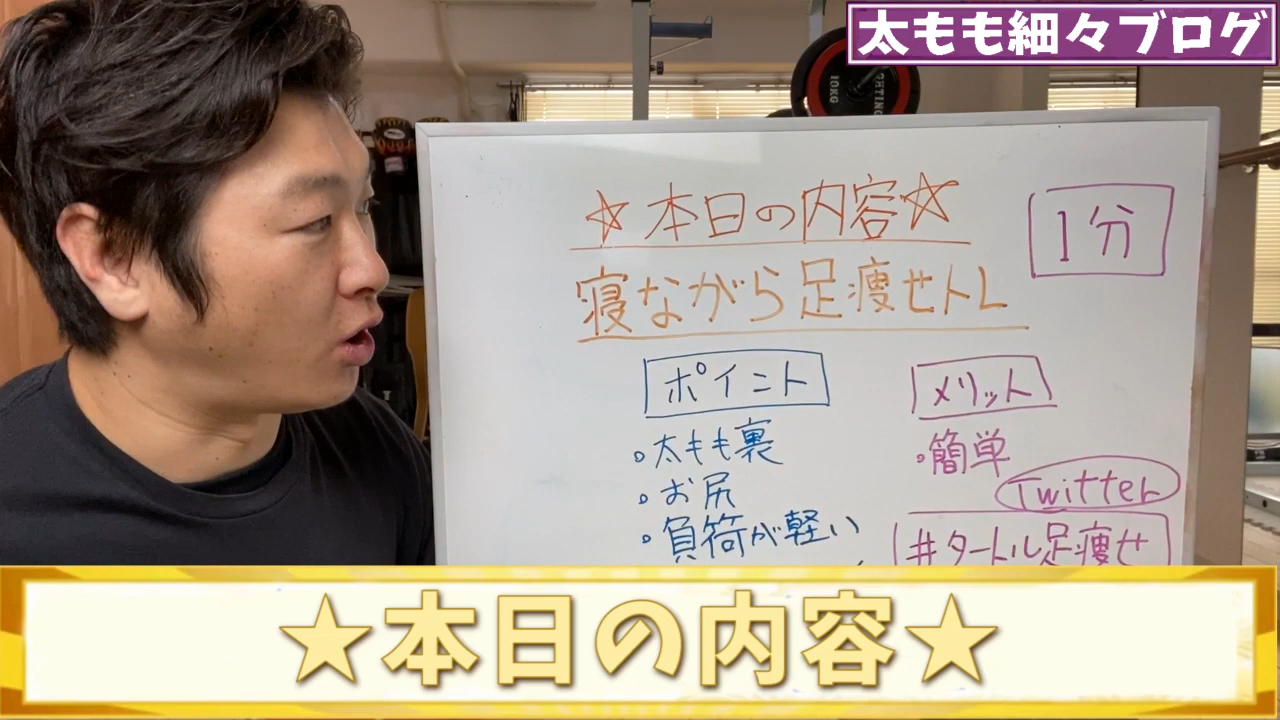 太もも細々ブログ
10KG
☆本日の内容☆
1分
寝ながら足痩せトレ
ポイント
・太もも裏
・お尻
・負荷が軽い
メリット
・簡単
Twitter
#タートル足痩せ
★本日の内容★